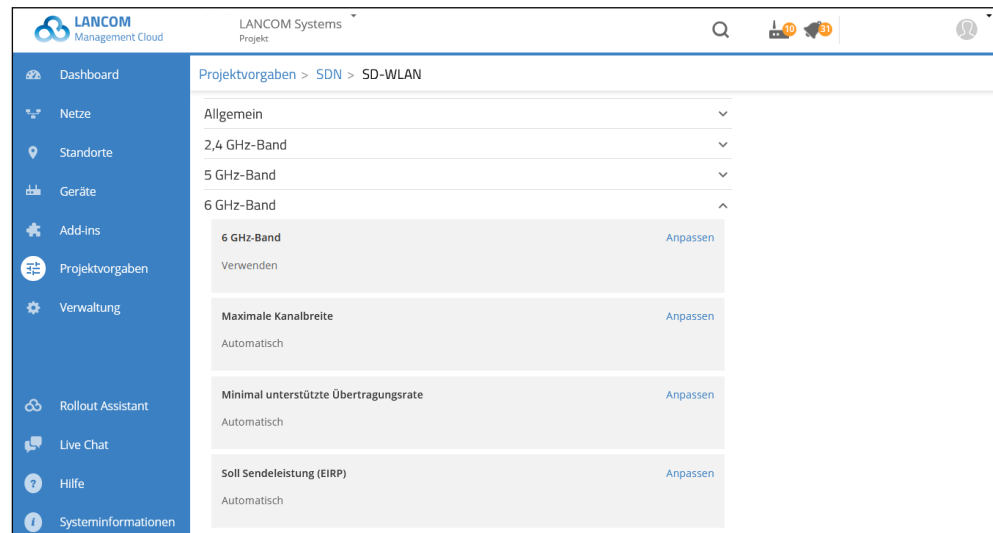 LANCOM
Management Cloud
LANCOM Systems
Projekt
10
31
Dashboard
Netze
Standorte
Geräte
Add-ins
Projektvorgaben
Verwaltung
Rollout Assistant
Live Chat
?
Hilfe
i
Systeminformationen
Projektvorgaben > SDN > SD-WLAN
Allgemein
2,4 GHz-Band
5 GHz-Band
6 GHz-Band
6 GHz-Band Anpassen
Verwenden
Maximale Kanalbreite Anpassen
Automatisch
Minimal unterstützte Übertragungsrate Anpassen
Automatisch
Soll Sendeleistung (EIRP) Anpassen
Automatisch